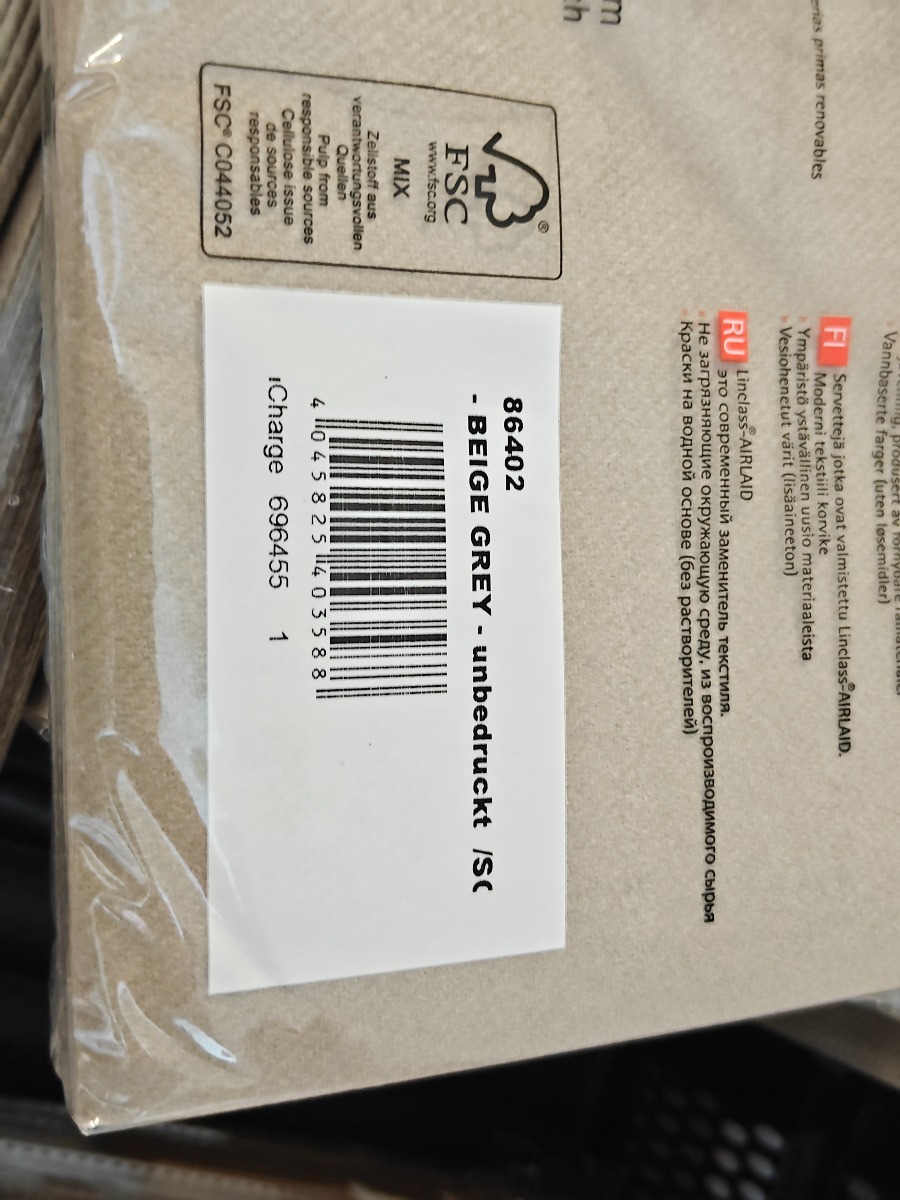 erias primas renovables
Vannbaserte farger (uten løsemidler)
FI Servettejä jotka ovat valmistettu Linclass®-AIRLAID.
Moderni tekstiili korvike
Ympäristö ystävällinen uusio materiaaleista
Vesiohenetut värit (lisäaineeton)
RU Linclass®-AIRLAID
это современный заменитель текстиля.
Не загрязняющие окружающую среду, из воспроизводимого сырья
Краски на водной основе (без растворителей)
®
FSC
www.fsc.org
MIX
Zellstoff aus
verantwortungsvollen
Quellen
Pulp from
responsible sources
Cellulose issue
de sources
responsables
FSC® C044052
86402
- BEIGE GREY - unbedruckt /SC
4 045825 403588
Charge 696455 1